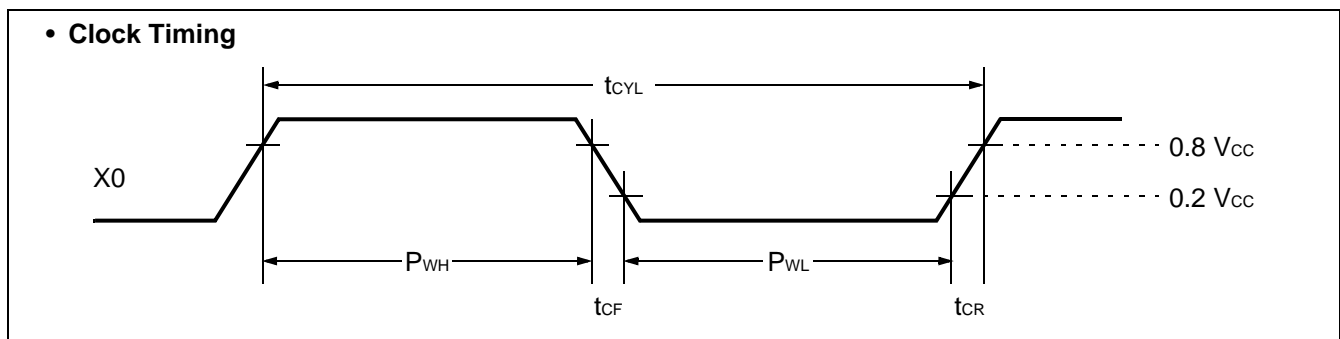 • Clock Timing
tCYL
0.8 VCC
X0
0.2 VCC
PWH
PWL
tCF
tCR